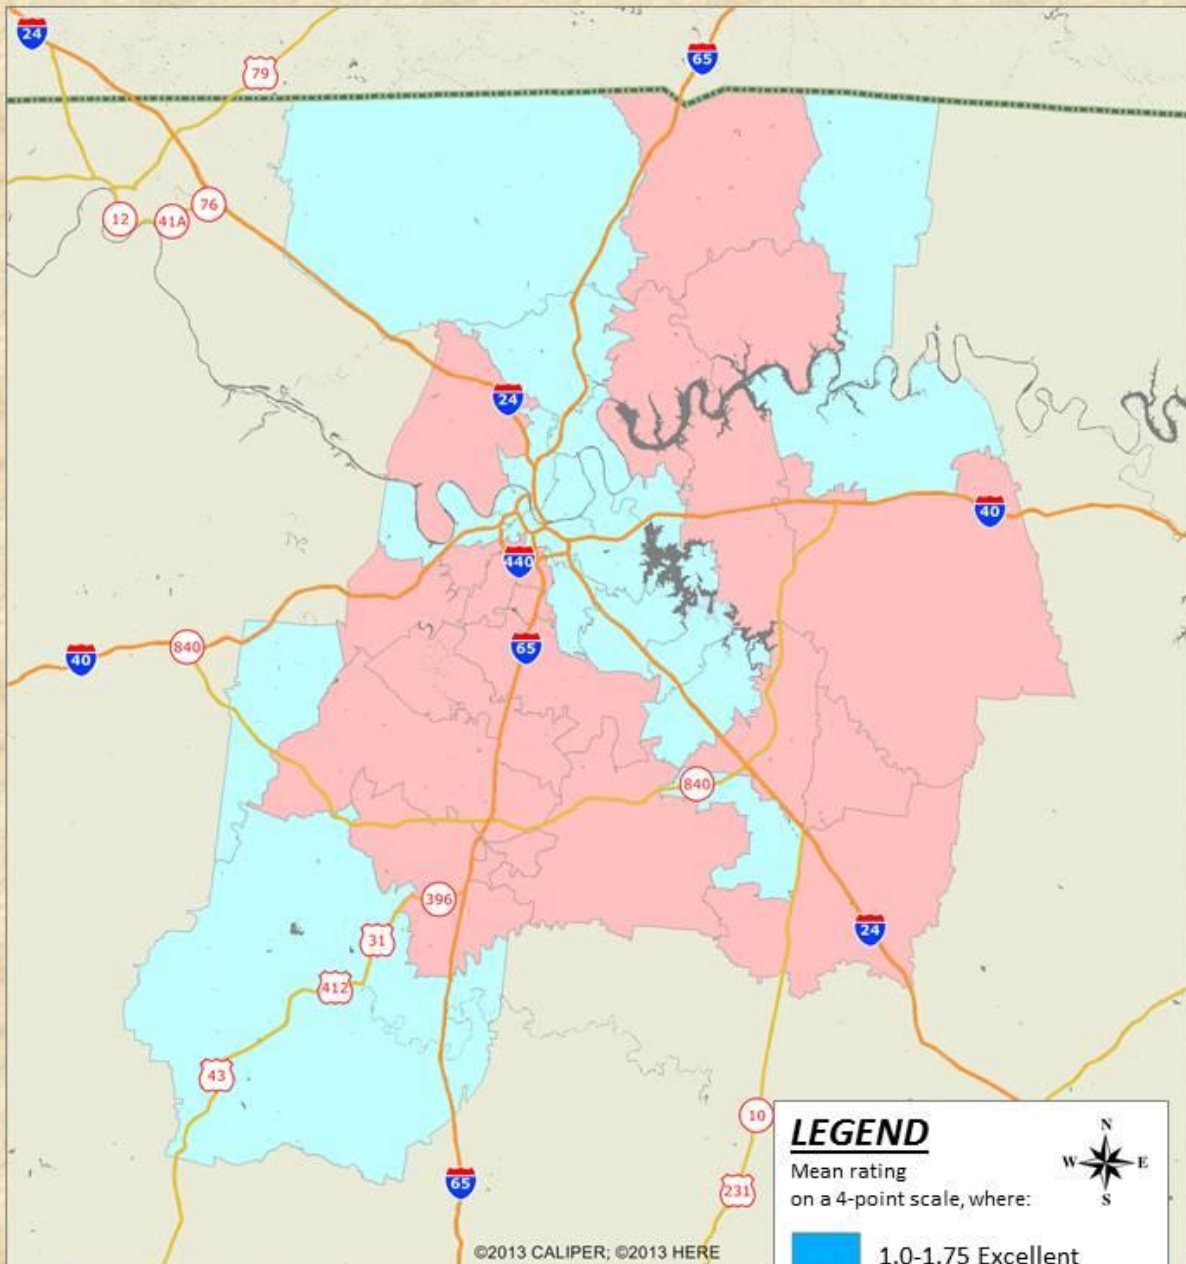 24
65
79
12
41A
76
24
40
440
840
40
65
840
396
24
31
412
43
10
LEGEND
N
W E
S
Mean rating
on a 4-point scale, where:
231
65
©2013 CALIPER; ©2013 HERE
1.0-1.75 Excellent